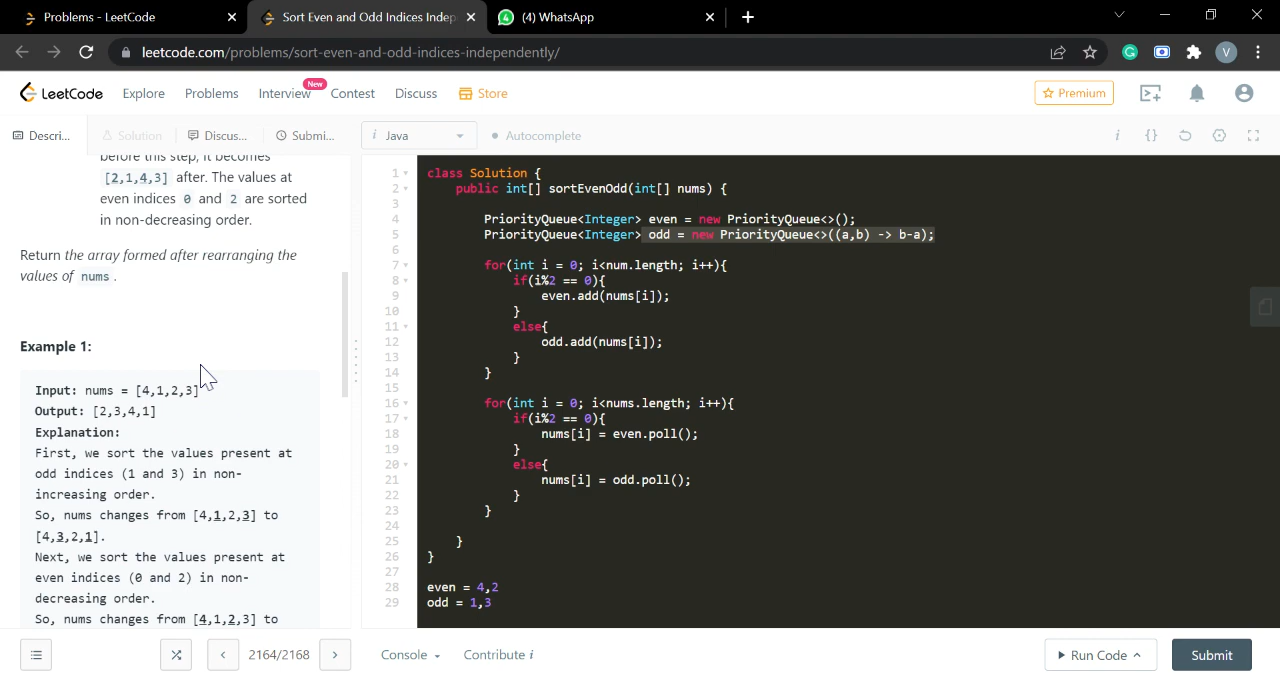 Problems - LeetCode
Sort Even and Odd Indices Indep
(4) WhatsApp
leetcode.com/problems/sort-even-and-odd-indices-independently/
V
LeetCode
Explore
Problems
Interview
New
Contest
Discuss
Store
Premium
Descri...
Solution
Discus...
Submi...
i Java
Autocomplete
before this step, it becomes
[2,1,4,3] after. The values at
even indices 0 and 2 are sorted
in non-decreasing order.
Return the array formed after rearranging the
values of nums .
Example 1:
Input: nums = [4,1,2,3]
Output: [2,3,4,1]
Explanation:
First, we sort the values present at
odd indices (1 and 3) in non-
increasing order.
So, nums changes from [4,1,2,3] to
[4,3,2,1].
Next, we sort the values present at
even indices (0 and 2) in non-
decreasing order.
So, nums changes from [4,1,2,3] to
1 class Solution {
2 public int[] sortEvenOdd(int[] nums) {
3
4 PriorityQueue<Integer> even = new PriorityQueue<>();
5 PriorityQueue<Integer> odd = new PriorityQueue<>((a,b) -> b-a);
6
7 for(int i = 0; i<num.length; i++){
8 if(i%2 == 0){
9 even.add(nums[i]);
10 }
11 else{
12 odd.add(nums[i]);
13 }
14 }
15
16 for(int i = 0; i<nums.length; i++){
17 if(i%2 == 0){
18 nums[i] = even.poll();
19 }
20 else{
21 nums[i] = odd.poll();
22 }
23 }
24
25 }
26 }
27
28 even = 4,2
29 odd = 1,3
2164/2168
Console
Contribute i
Run Code
Submit